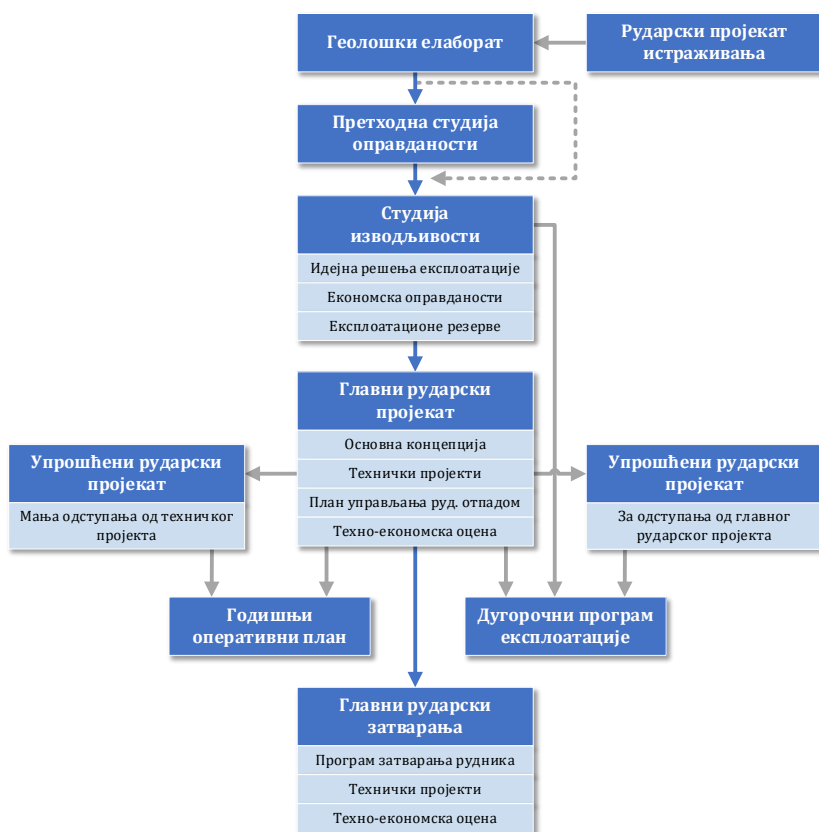 Геолошки елаборат
Рударски пројекат
истраживања
Претходна студија
оправданости
Студија
изводљивости
Идејна решења експлоатације
Економска оправданости
Експлоатационе резерве
Главни рударски
пројекат
Основна концепција
Технички пројекти
План управљања руд. отпадом
Техно-економска оцена
Упрошћени рударски
пројекат
Мања одступања од техничког
пројекта
Упрошћени рударски
пројекат
За одступања од главног
рударског пројекта
Годишњи
оперативни план
Дугорочни програм
експлоатације
Главни рударски
затварања
Програм затварања рудника
Технички пројекти
Техно-економска оцена